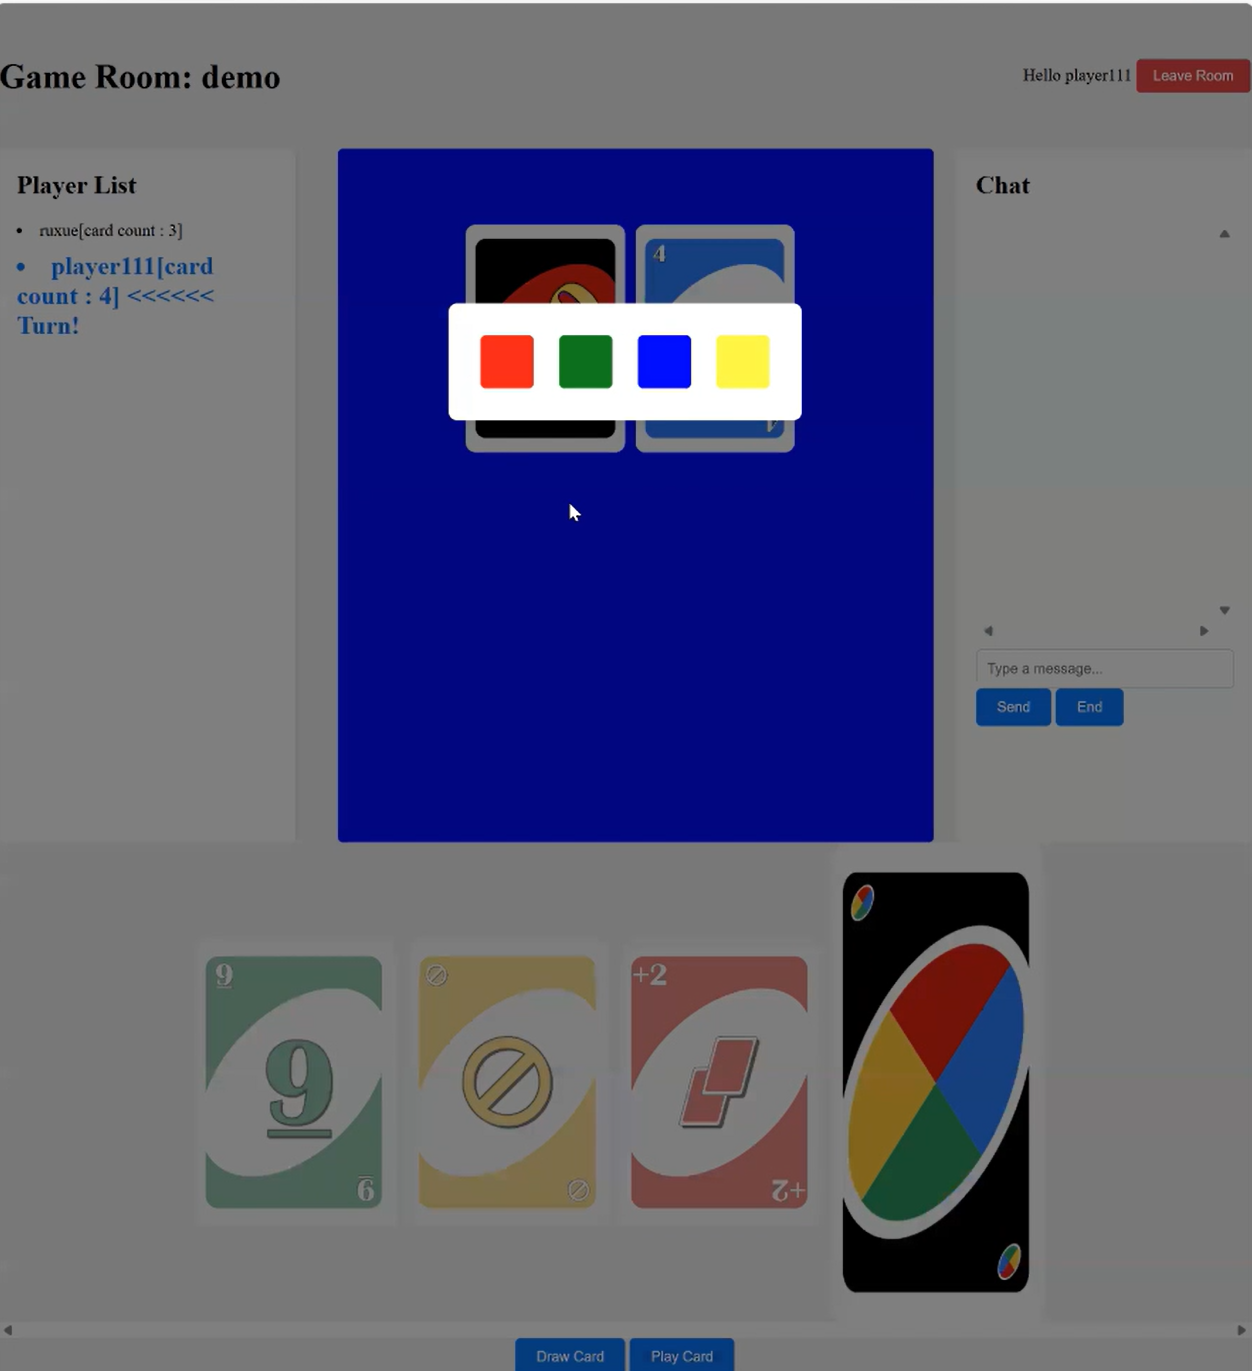 Game Room: demo
Hello player111
Leave Room
Player List
ruxue[card count : 3]
player111[card
count : 4] <<<<<<
Turn!
4
4
Chat
Type a message...
Send
End
9
9
9
+2
+2
Draw Card
Play Card